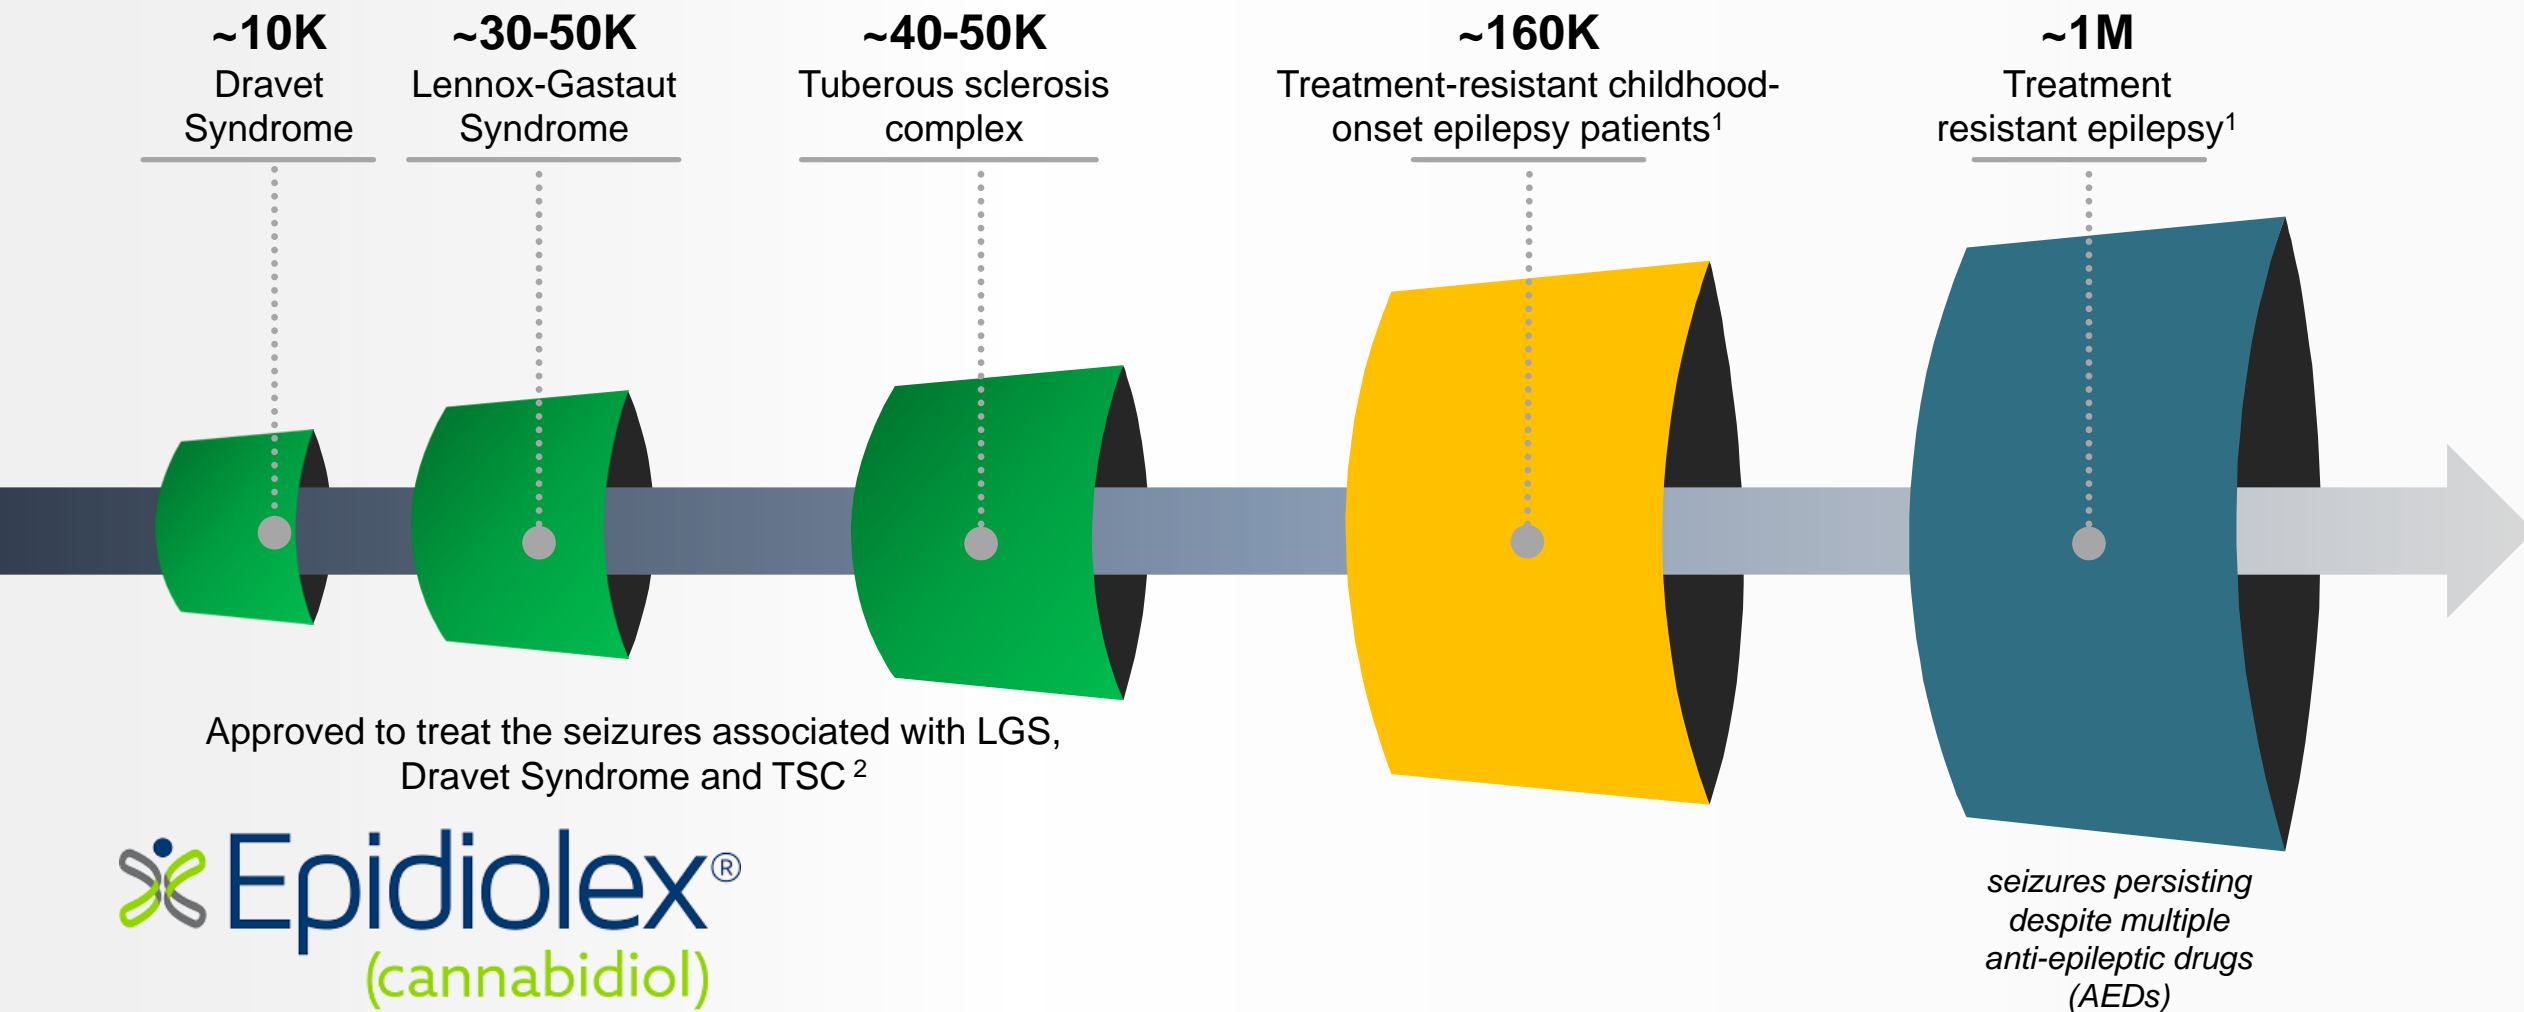 ~10K
Dravet
Syndrome
~30-50K
Lennox-Gastaut
Syndrome
~40-50K
Tuberous sclerosis
complex
~160K
Treatment-resistant childhood-
onset epilepsy patients¹
~1M
Treatment
resistant epilepsy¹
Approved to treat the seizures associated with LGS,
Dravet Syndrome and TSC ²
Epidiolex®
(cannabidiol)
seizures persisting
despite multiple
anti-epileptic drugs
(AEDs)